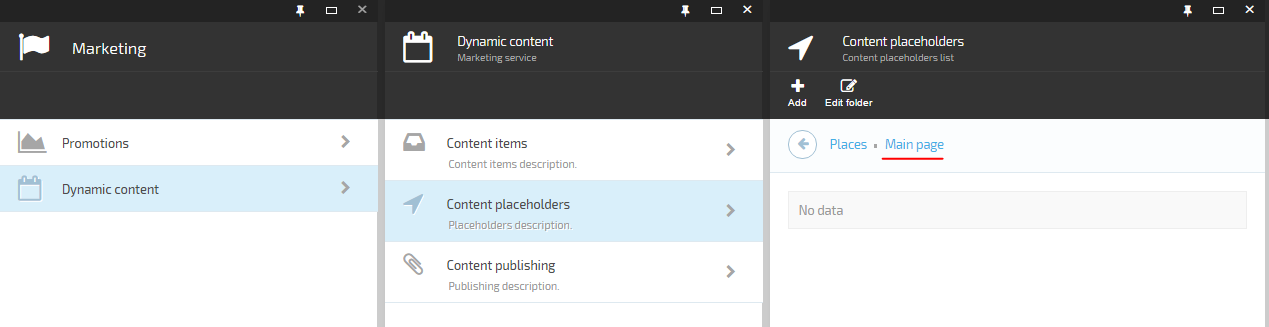 Marketing
Promotions
Dynamic content
Dynamic content
Marketing service
Content items
Content items description.
Content placeholders
Placeholders description.
Content publishing
Publishing description.
Content placeholders
Content placeholders list
Add Edit folder
Places Main page
No data